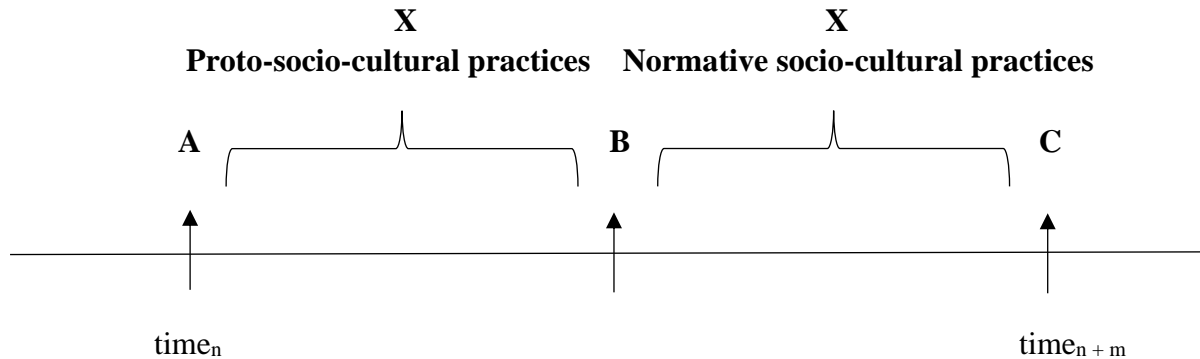 X X
Proto-socio-cultural practices Normative socio-cultural practices
A B C
timeₙ timeₙ ₊ ₘ